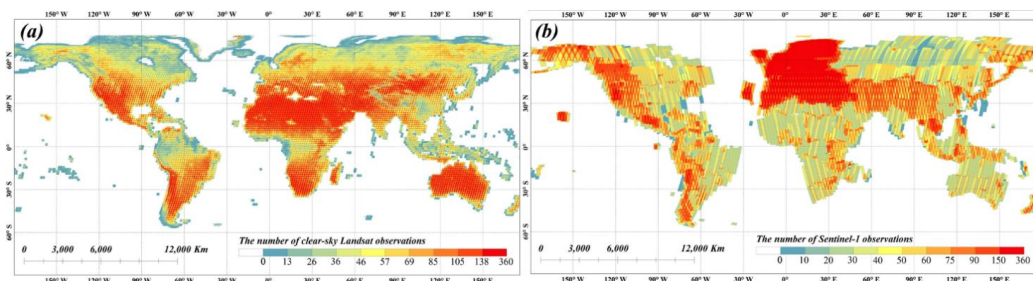 150° W 120° W 90° W 60° W 30° W 0° 30° E 60° E 90° E 120° E 150° E
150° W 120° W 90° W 60° W 30° W 0° 30° E 60° E 90° E 120° E 150° E
(a)
(b)
60° N
30° N
0°
30° S
60° S
60° N
30° N
0°
30° S
60° S
The number of clear-sky Landsat observations
0 13 26 36 46 57 69 85 105 138 360
0 3,000 6,000 12,000 Km
The number of Sentinel-1 observations
0 10 20 30 40 50 60 75 90 150 360
0 3,000 6,000 12,000 Km
150° W 120° W 90° W 60° W 30° W 0° 30° E 60° E 90° E 120° E 150° E
150° W 120° W 90° W 60° W 30° W 0° 30° E 60° E 90° E 120° E 150° E